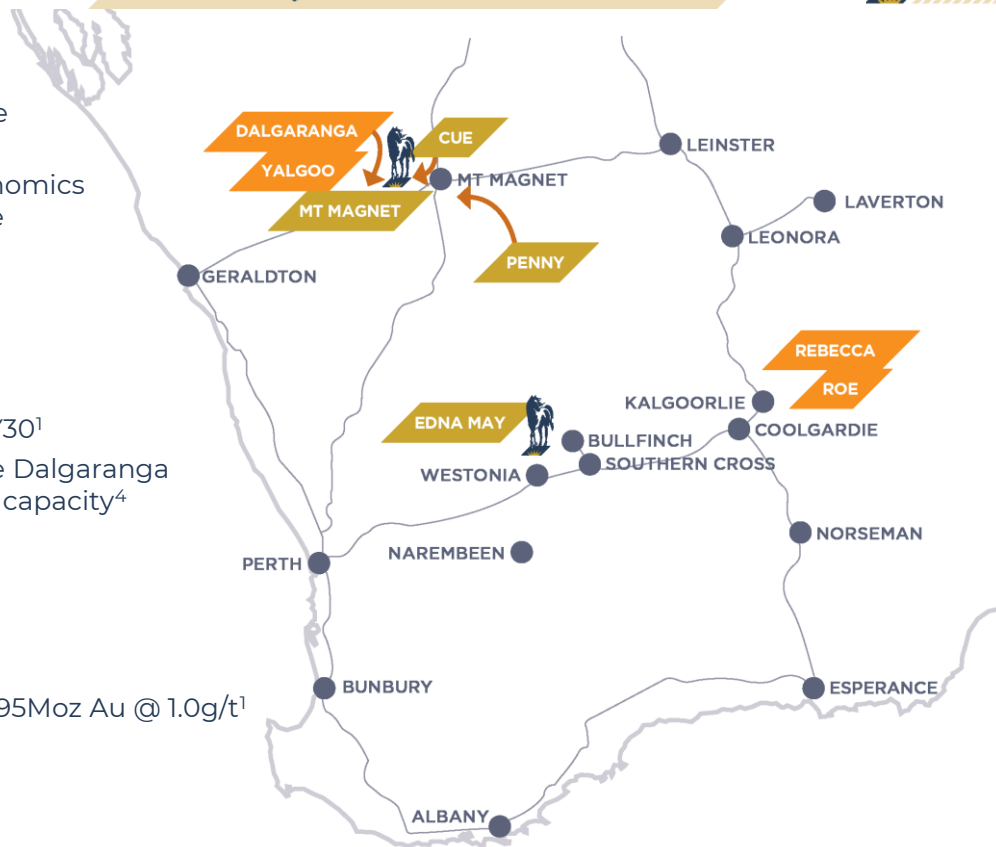 DALGARANGA
CUE
LEINSTER
e
YALGOO
MT MAGNET
nomics
e
MT MAGNET
LAVERTON
LEONORA
PENNY
GERALDTON
REBECCA
ROE
KALGOORLIE
EDNA MAY
30¹
COOLGARDIE
BULLFINCH
e Dalgaranga
SOUTHERN CROSS
WESTONIA
capacity⁴
NORSEMAN
NAREMBEEN
PERTH
BUNBURY
ESPERANCE
95Moz Au @ 1.0g/t¹
ALBANY